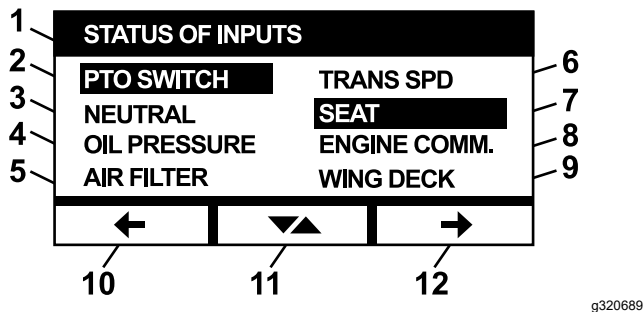 1 STATUS OF INPUTS
2 PTO SWITCH TRANS SPD 6
3 NEUTRAL SEAT 7
4 OIL PRESSURE ENGINE COMM. 8
5 AIR FILTER WING DECK 9
10 11 12
g320689